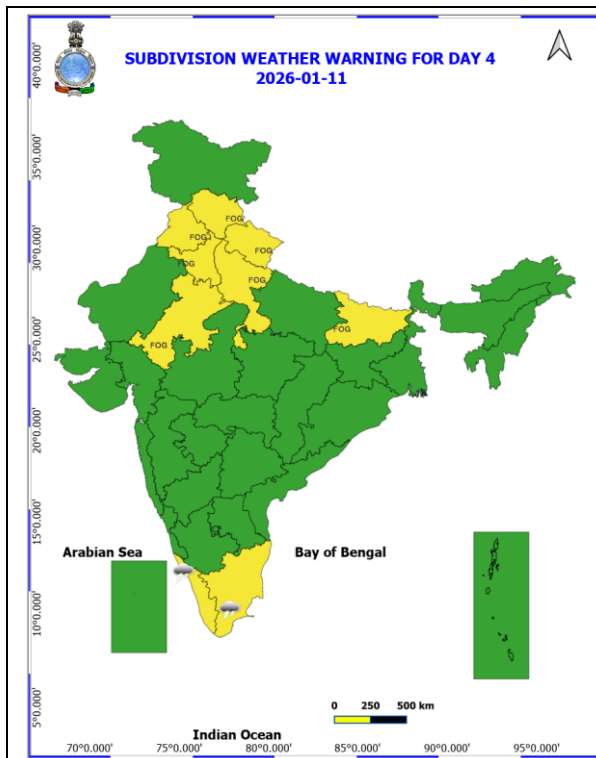 SUBDIVISION WEATHER WARNING FOR DAY 4
2026-01-11
40°0.000'
35°0.000'
30°0.000'
25°0.000'
20°0.000'
15°0.000'
10°0.000'
5°0.000'
FOG
FOG
FOG
FOG
FOG
FOG
FOG
Arabian Sea
Bay of Bengal
0 250 500 km
Indian Ocean
70°0.000' 75°0.000' 80°0.000' 85°0.000' 90°0.000' 95°0.000'